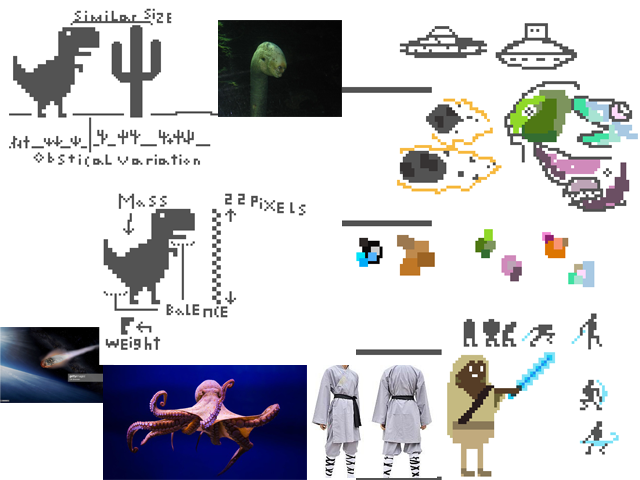 Similar Size
Obstical Variation
Mass
22 Pixels
Balence
Weight